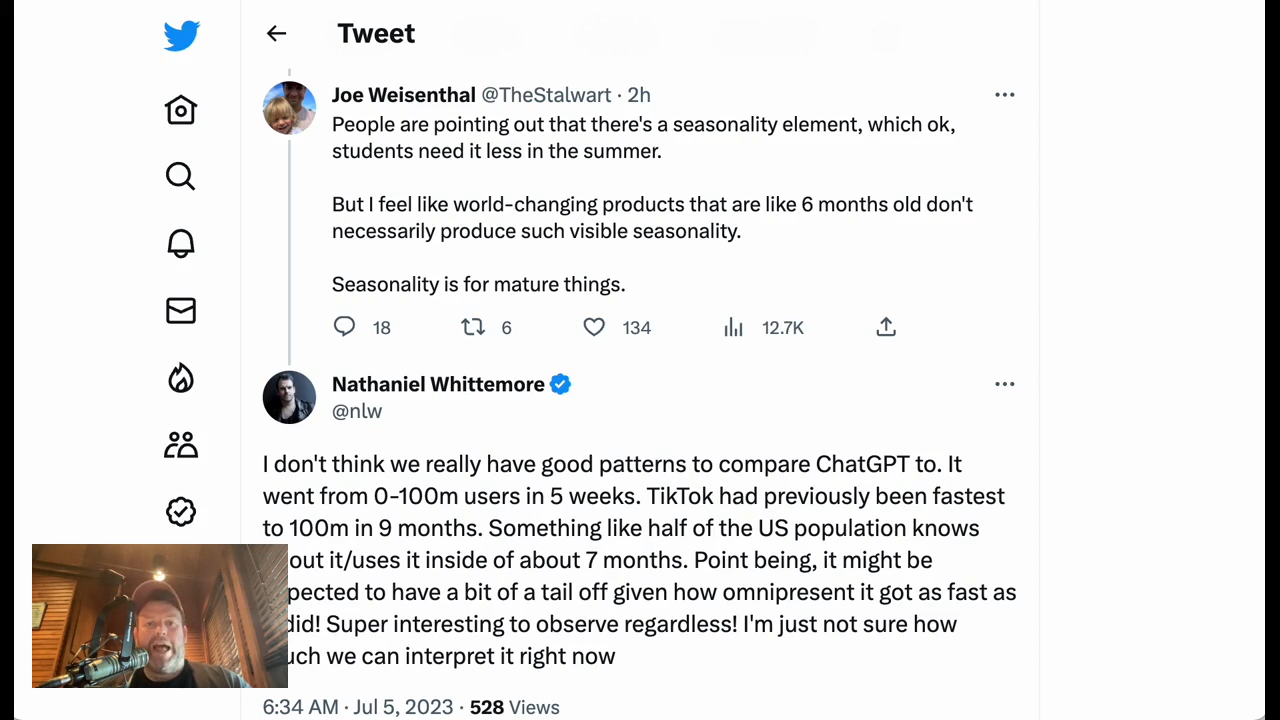 Tweet
Joe Weisenthal @TheStalwart · 2h
People are pointing out that there's a seasonality element, which ok,
students need it less in the summer.
But I feel like world-changing products that are like 6 months old don't
necessarily produce such visible seasonality.
Seasonality is for mature things.
18 6 134 12.7K
Nathaniel Whittemore
@nlw
I don't think we really have good patterns to compare ChatGPT to. It
went from 0-100m users in 5 weeks. TikTok had previously been fastest
to 100m in 9 months. Something like half of the US population knows
out it/uses it inside of about 7 months. Point being, it might be
pected to have a bit of a tail off given how omnipresent it got as fast as
did! Super interesting to observe regardless! I'm just not sure how
uch we can interpret it right now
6:34 AM · Jul 5, 2023 · 528 Views